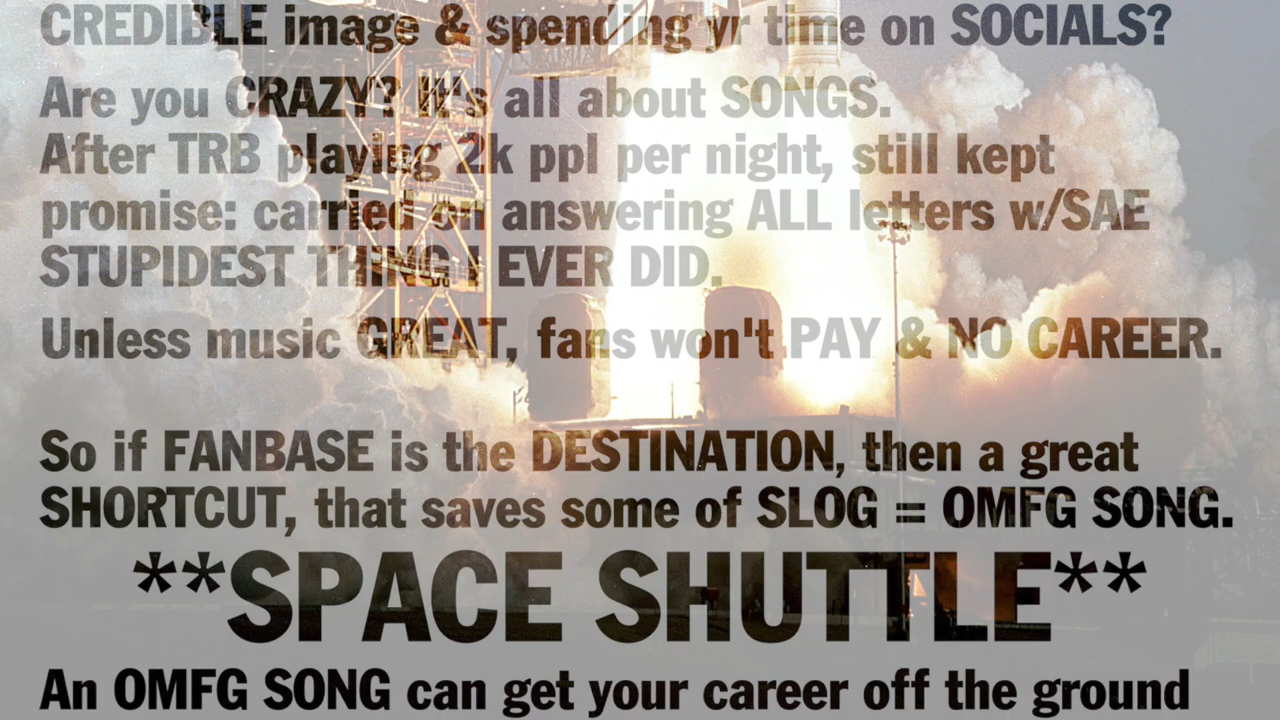 CREDIBLE image & spending yr time on SOCIALS?
Are you CRAZY? It's all about SONGS.
After TRB playing 2k ppl per night, still kept
promise: carried on answering ALL letters w/SAE
STUPIDEST THING I EVER DID.
Unless music GREAT, fans won't PAY & NO CAREER.
So if FANBASE is the DESTINATION, then a great
SHORTCUT, that saves some of SLOG = OMFG SONG.
**SPACE SHUTTLE**
An OMFG SONG can get your career off the ground